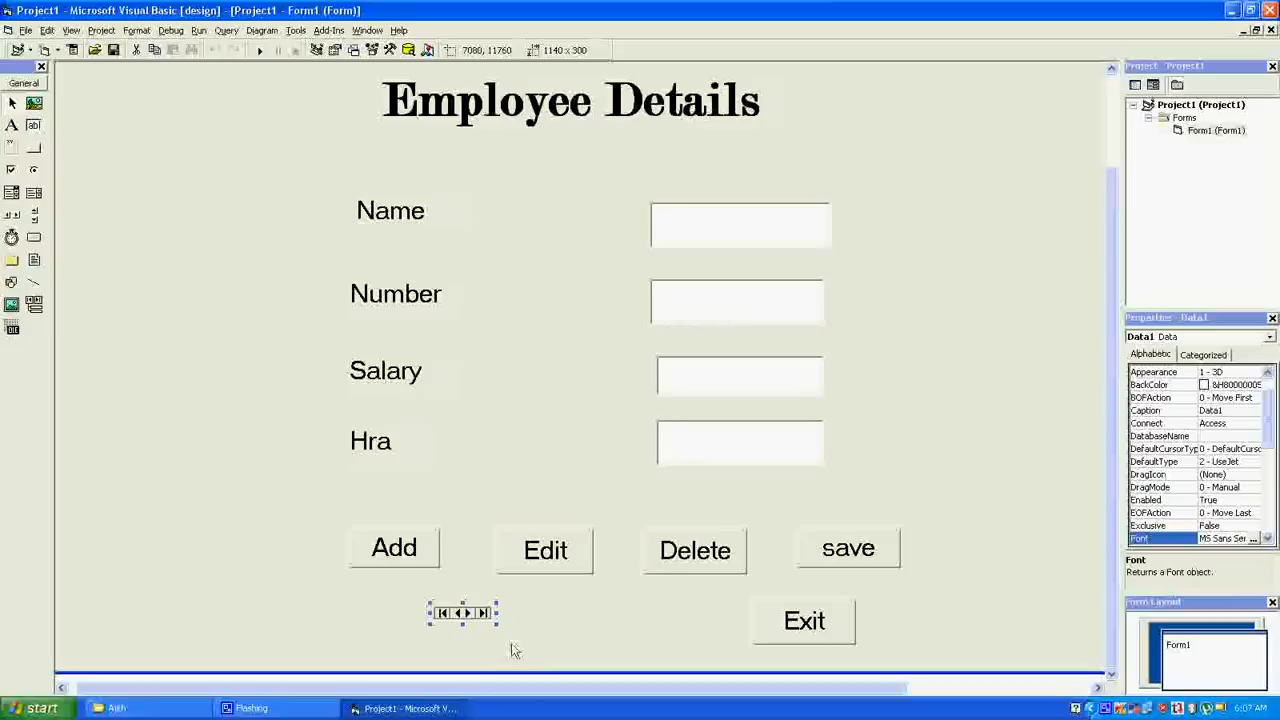 Project1 - Microsoft Visual Basic [design] - [Project1 - Form1 (Form)]
File Edit View Project Format Debug Run Query Diagram Tools Add-Ins Window Help
7080, 11760 1140 x 300
General
Employee Details
Name
Number
Salary
Hra
Add Edit Delete save
Exit
Project - Project1
Project1 (Project1)
Forms
Form1 (Form1)
Properties - Data1
Data1 Data
Alphabetic Categorized
Appearance 1 - 3D
BackColor &H80000005
BOFAction 0 - Move First
Caption Data1
Connect Access
DatabaseName
DefaultCursorTyp 0 - DefaultCurso
DefaultType 2 - UseJet
DragIcon (None)
DragMode 0 - Manual
Enabled True
EOFAction 0 - Move Last
Exclusive False
Font MS Sans Ser ...
Font
Returns a Font object.
Form Layout
Form1
start Flashing Project1 - Microsoft V... 6:07 AM